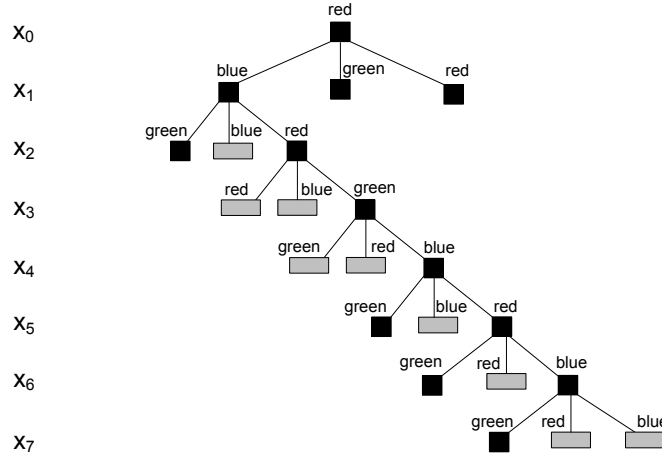 x₀ red
x₁ blue green red
x₂ green blue red
x₃ red blue green
x₄ green red blue
x₅ green blue red
x₆ green red blue
x₇ green red blue